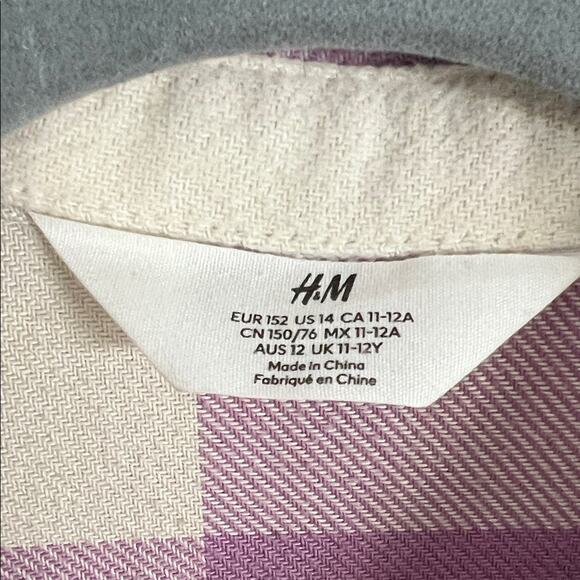 H&M
EUR 152 US 14 CA 11-12A
CN 150/76 MX 11-12A
AUS 12 UK 11-12Y
Made in China
Fabriqué en Chine